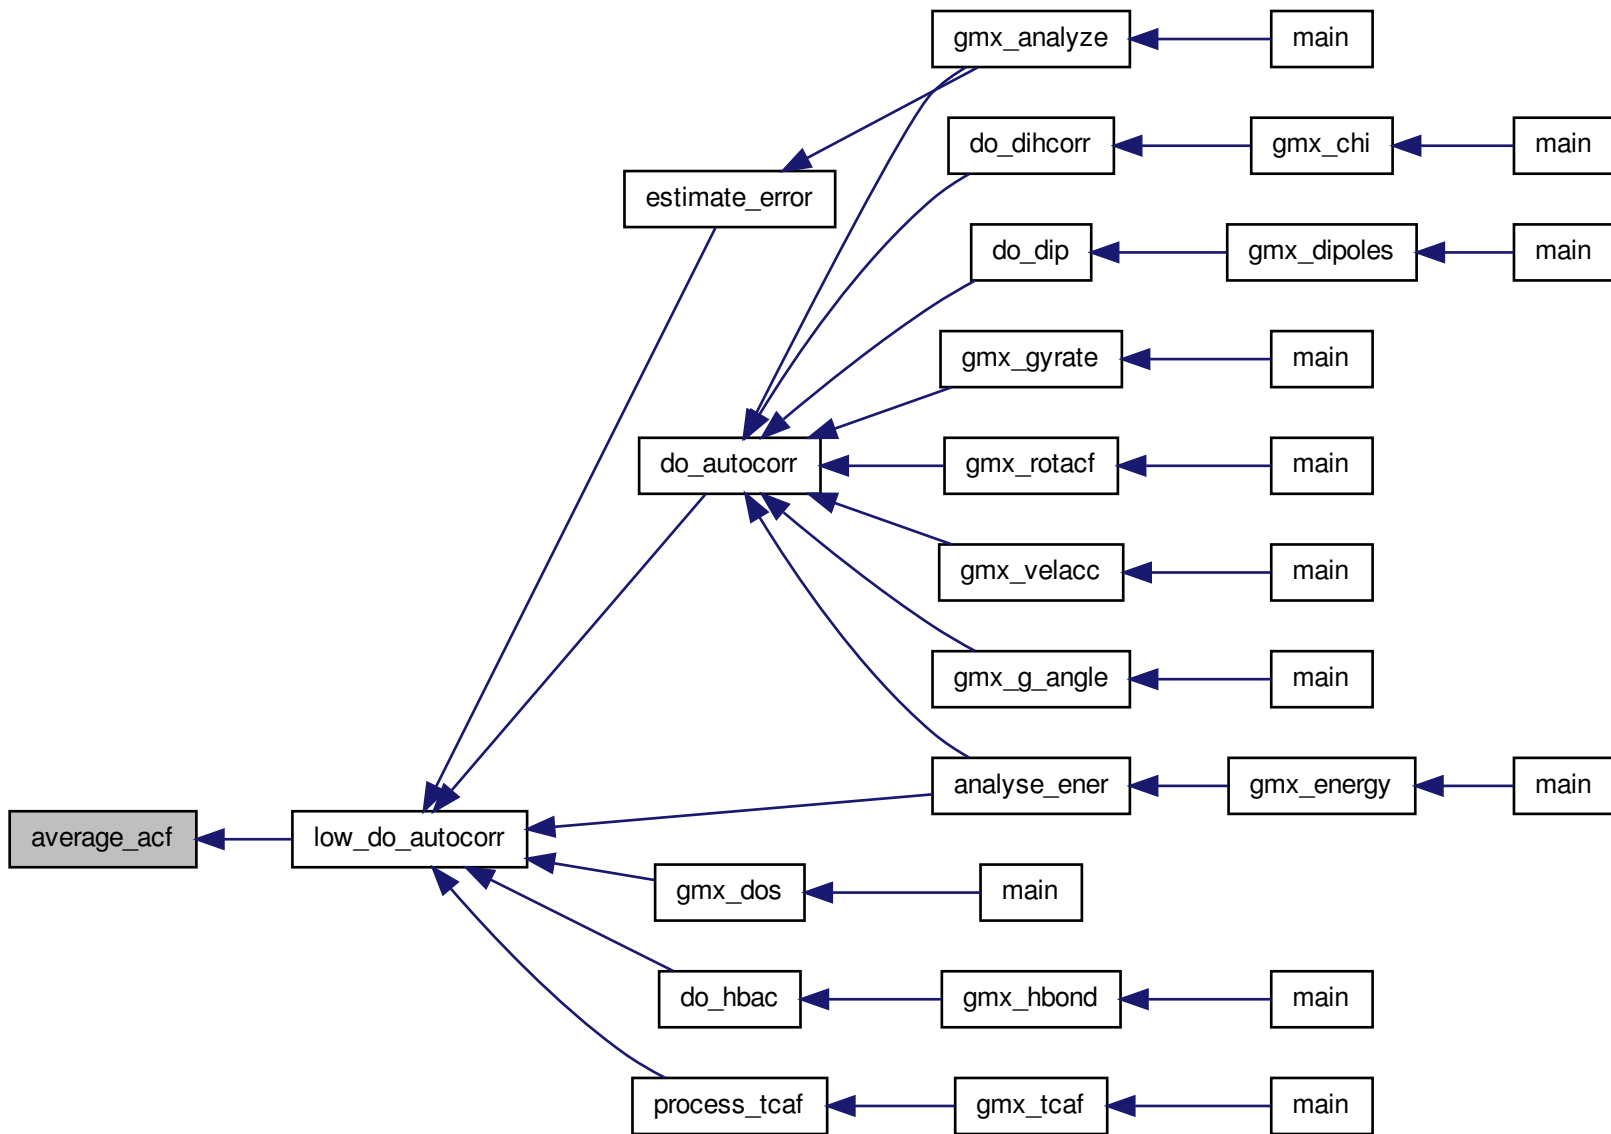 gmx_analyze
main
do_dihcorr
gmx_chi
main
estimate_error
do_dip
gmx_dipoles
main
gmx_gyrate
main
do_autocorr
gmx_rotacf
main
gmx_velacc
main
gmx_g_angle
main
analyse_ener
gmx_energy
main
average_acf
low_do_autocorr
gmx_dos
main
do_hbac
gmx_hbond
main
process_tcaf
gmx_tcaf
main